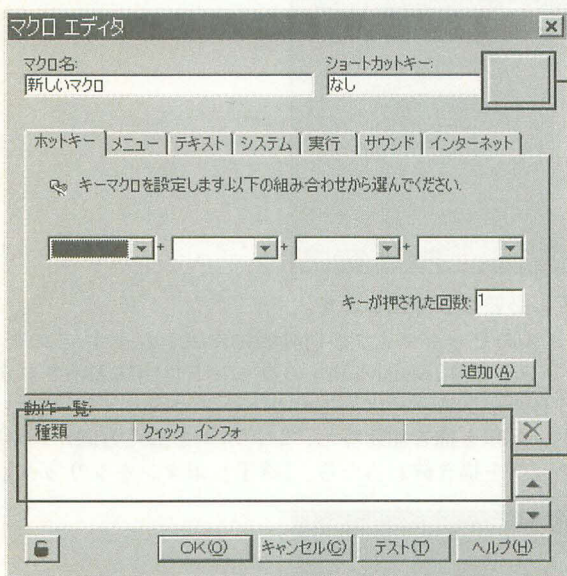 マクロ エディタ
マクロ名:
ショートカットキー:
新しいマクロ
なし
ホットキー メニュー テキスト システム 実行 サウンド インターネット
キーマクロを設定します以下の組み合わせから選んでください.
+ + +
キーが押された回数: 1
追加(A)
動作一覧:
種類 クィック インフォ
OK(O) キャンセル(C) テスト(T) ヘルプ(H)